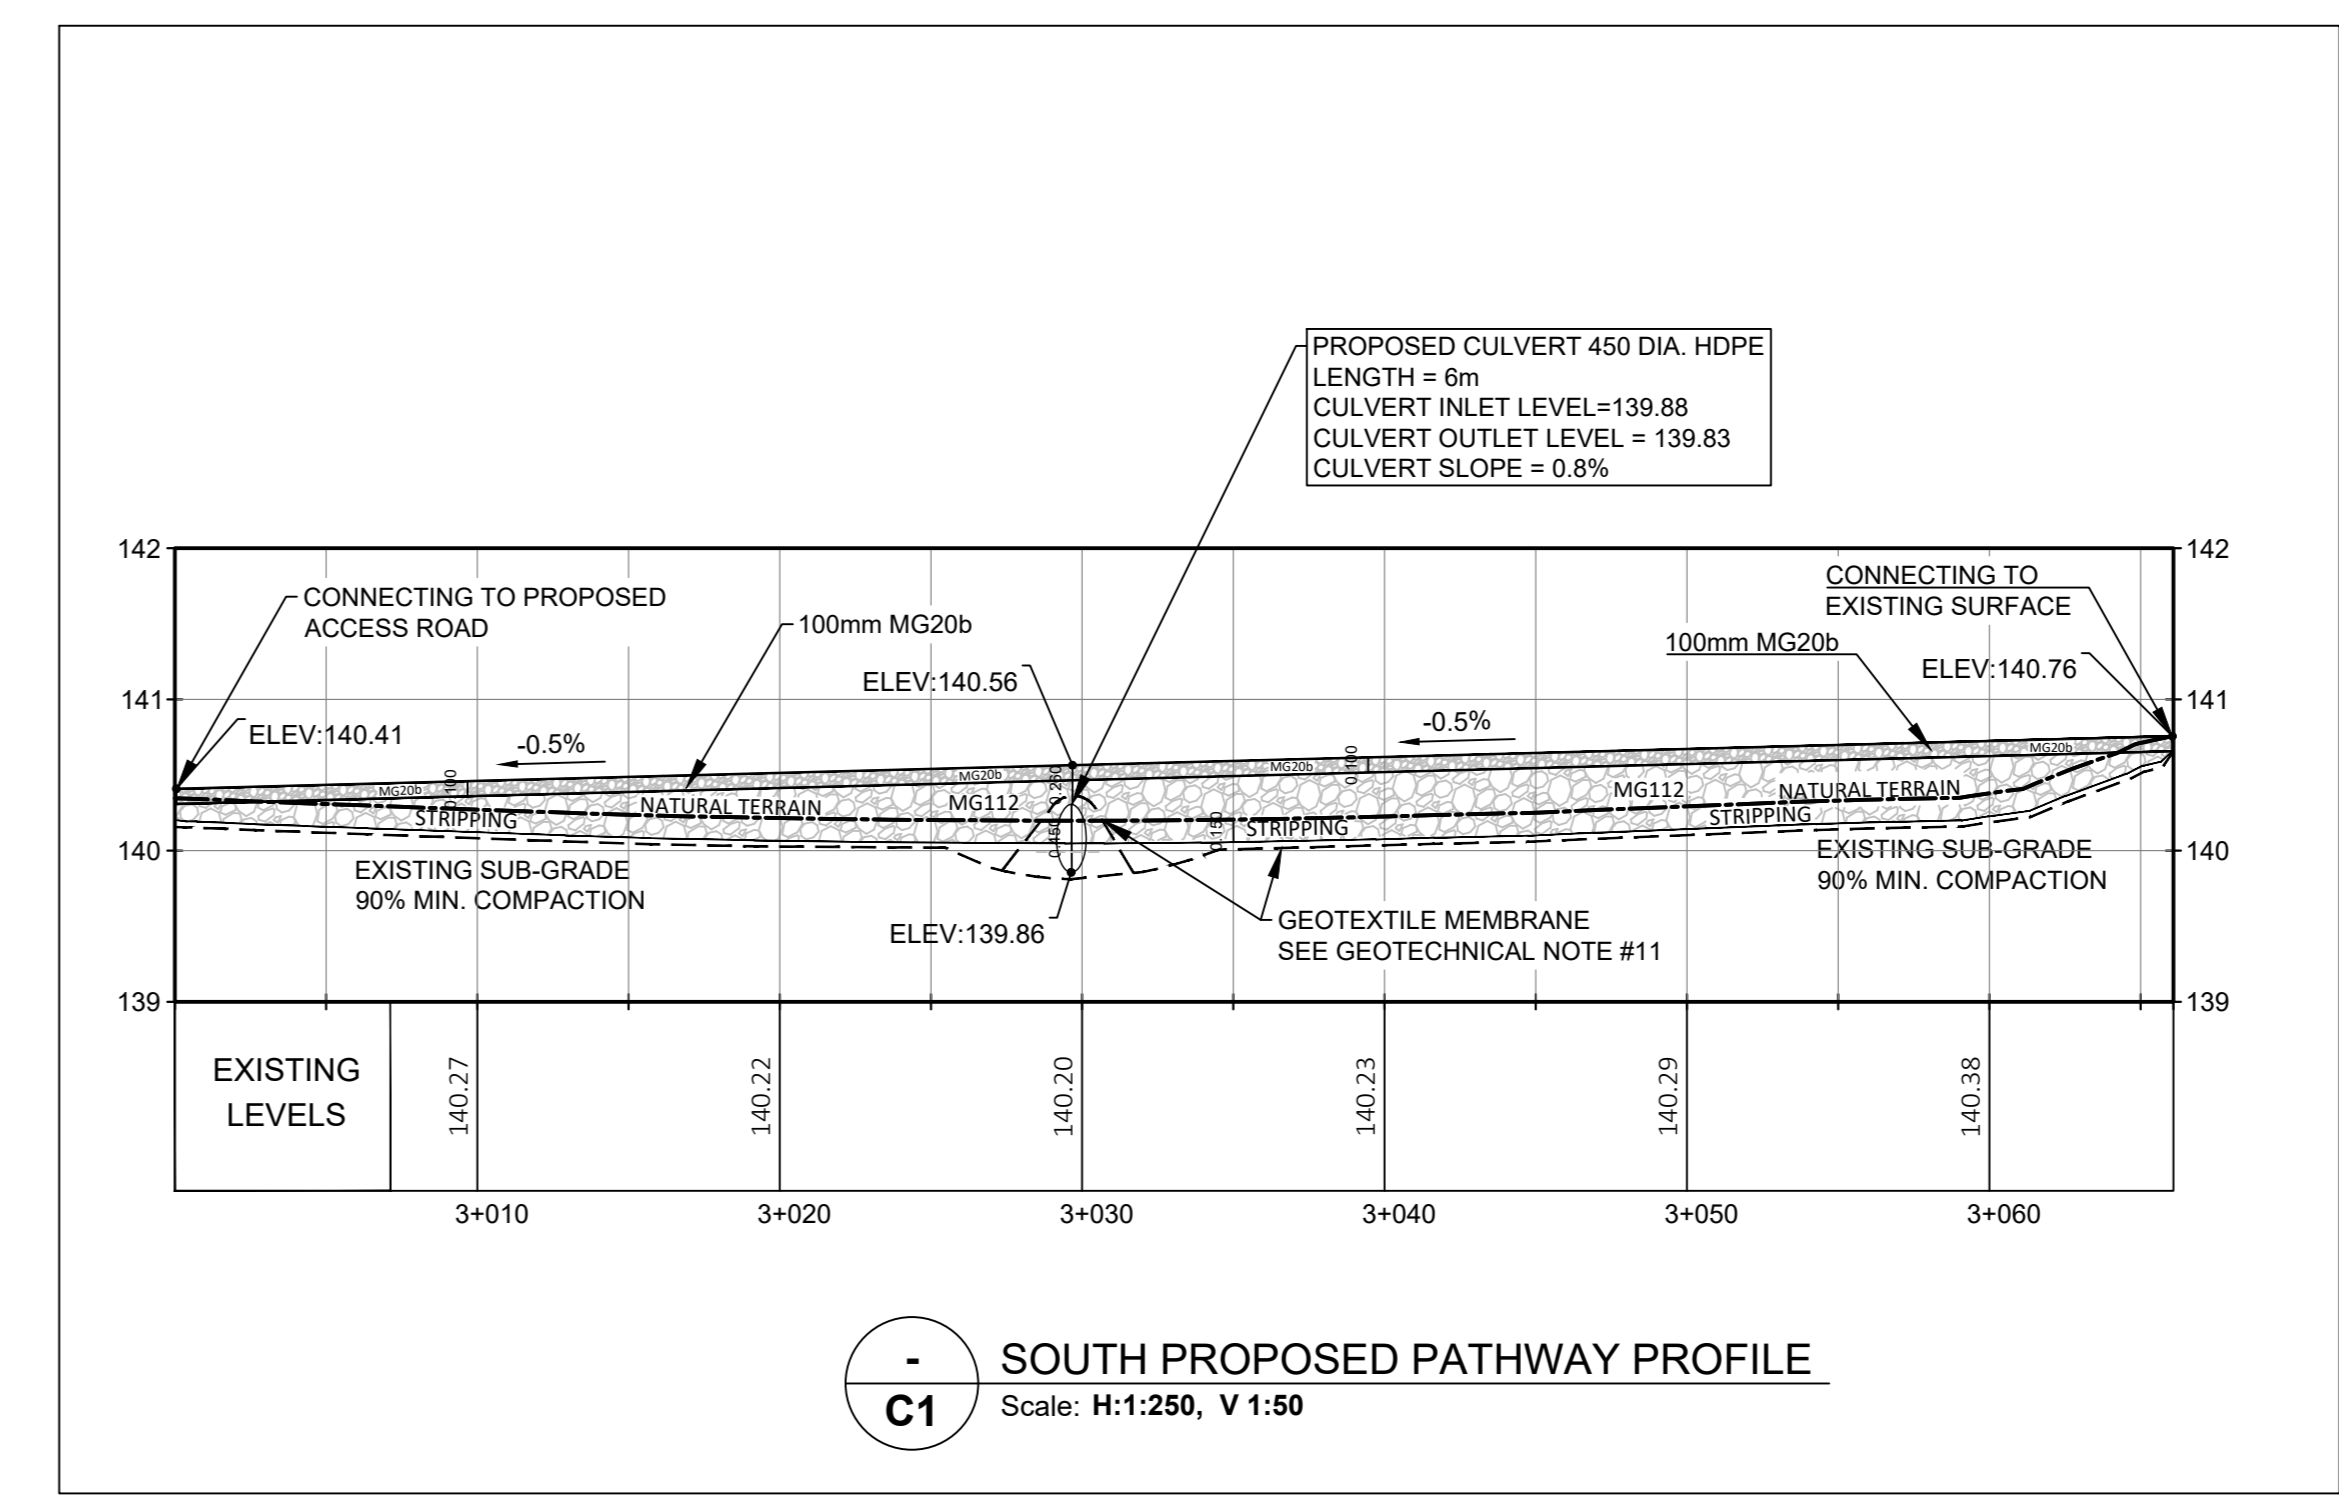 PROPOSED CULVERT 450 DIA. HDPE
LENGTH = 6m
CULVERT INLET LEVEL=139.88
CULVERT OUTLET LEVEL = 139.83
CULVERT SLOPE = 0.8%
142
142
CONNECTING TO PROPOSED
ACCESS ROAD
100mm MG20b
CONNECTING TO
EXISTING SURFACE
100mm MG20b
ELEV:140.56
ELEV:140.76
141
141
ELEV:140.41
-0.5%
-0.5%
MG20b
0.100
MG20b
0.260
MG20b
0.100
MG20b
NATURAL TERRAIN
MG112
MG112
NATURAL TERRAIN
STRIPPING
0.450
0.150
STRIPPING
STRIPPING
140
140
EXISTING SUB-GRADE
90% MIN. COMPACTION
EXISTING SUB-GRADE
90% MIN. COMPACTION
ELEV:139.86
GEOTEXTILE MEMBRANE
SEE GEOTECHNICAL NOTE #11
139
139
EXISTING
LEVELS
140.27
140.22
140.20
140.23
140.29
140.38
3+010
3+020
3+030
3+040
3+050
3+060
-
C1
SOUTH PROPOSED PATHWAY PROFILE
Scale: H:1:250, V 1:50